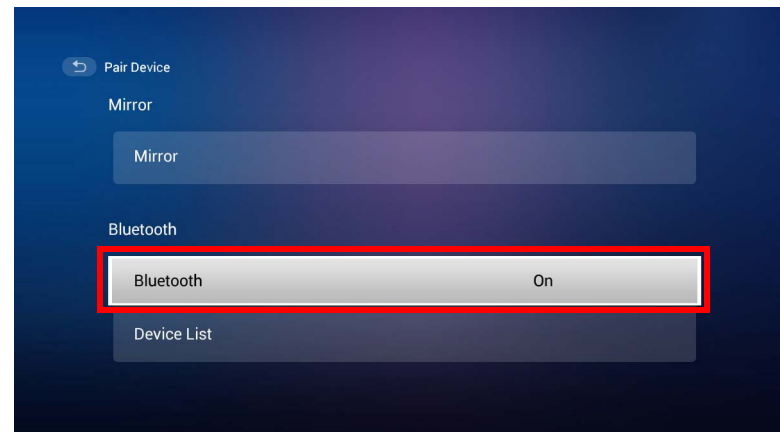 Pair Device
Mirror
Mirror
Bluetooth
Bluetooth On
Device List